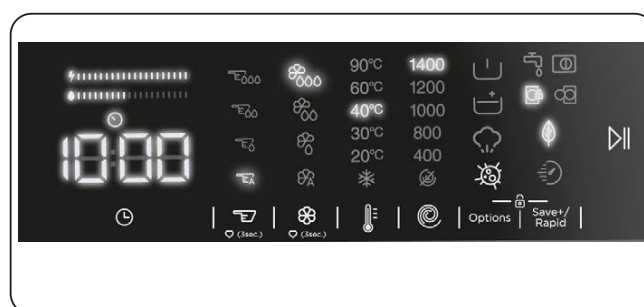 90°C 1400
60°C 1200
40°C 1000
30°C 800
20°C 400
10:00
A A
Options
Save+/
Rapid
(3sec.) (3sec.)